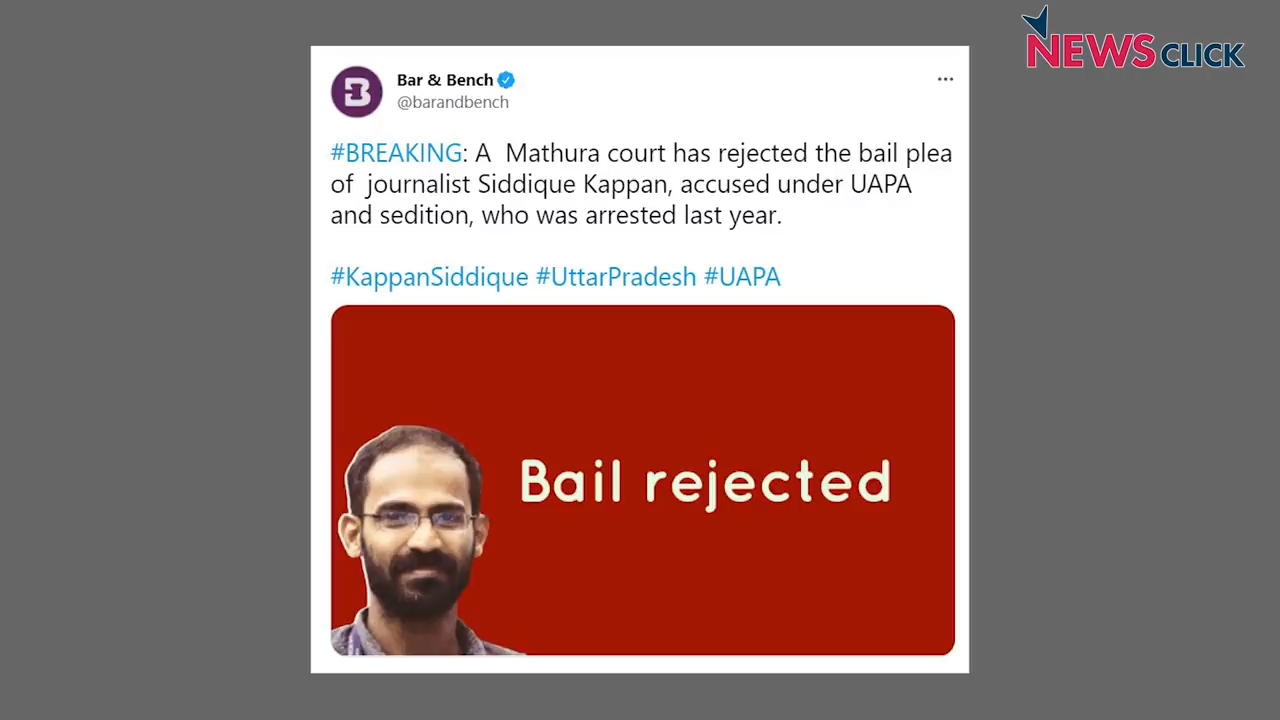 NEWSCLICK
Bar & Bench
@barandbench
#BREAKING: A Mathura court has rejected the bail plea
of journalist Siddique Kappan, accused under UAPA
and sedition, who was arrested last year.
#KappanSiddique #UttarPradesh #UAPA
Bail rejected